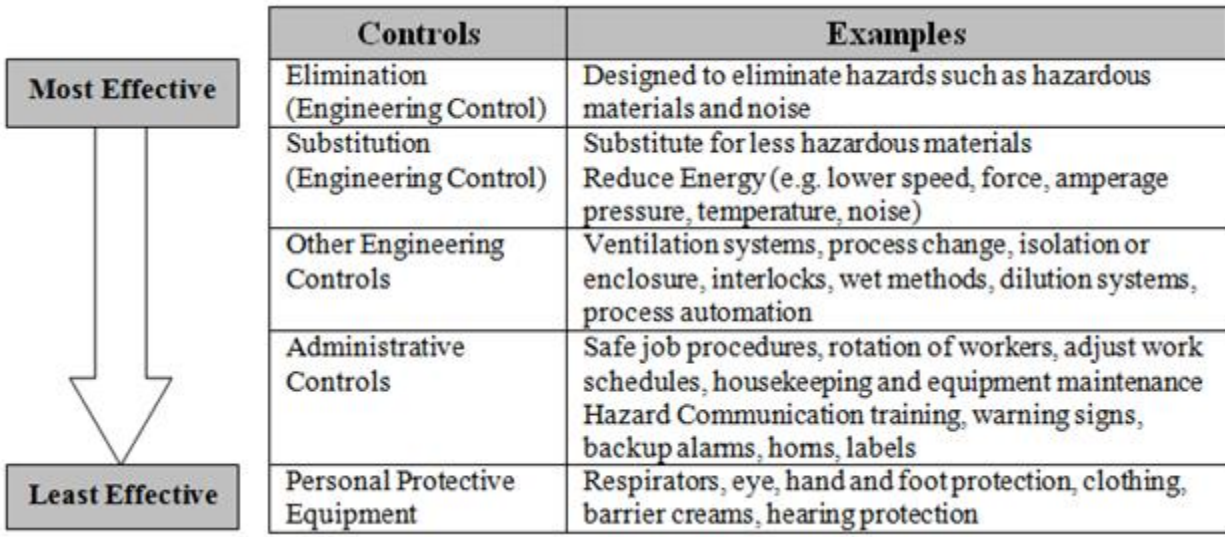 Controls
Examples
Most Effective
Elimination
(Engineering Control)
Designed to eliminate hazards such as hazardous
materials and noise
Substitution
(Engineering Control)
Substitute for less hazardous materials
Reduce Energy (e.g. lower speed, force, amperage
pressure, temperature, noise)
Other Engineering
Controls
Ventilation systems, process change, isolation or
enclosure, interlocks, wet methods, dilution systems,
process automation
Administrative
Controls
Safe job procedures, rotation of workers, adjust work
schedules, housekeeping and equipment maintenance
Hazard Communication training, warning signs,
backup alarms, horns, labels
Least Effective
Personal Protective
Equipment
Respirators, eye, hand and foot protection, clothing,
barrier creams, hearing protection